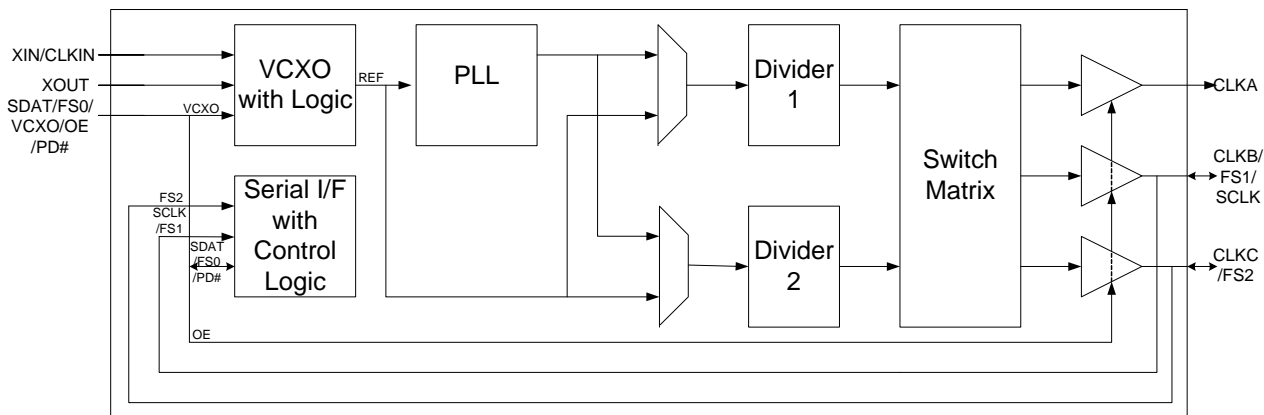 XIN/CLKIN
XOUT
SDAT/FS0/
VCXO/OE
/PD#
VCXO
VCXO
with Logic
REF
PLL
Divider
1
CLKA
Switch
Matrix
CLKB/
FS1/
SCLK
FS2
SCLK
/FS1
SDAT
/FS0
/PD#
Serial I/F
with
Control
Logic
Divider
2
CLKC
/FS2
OE